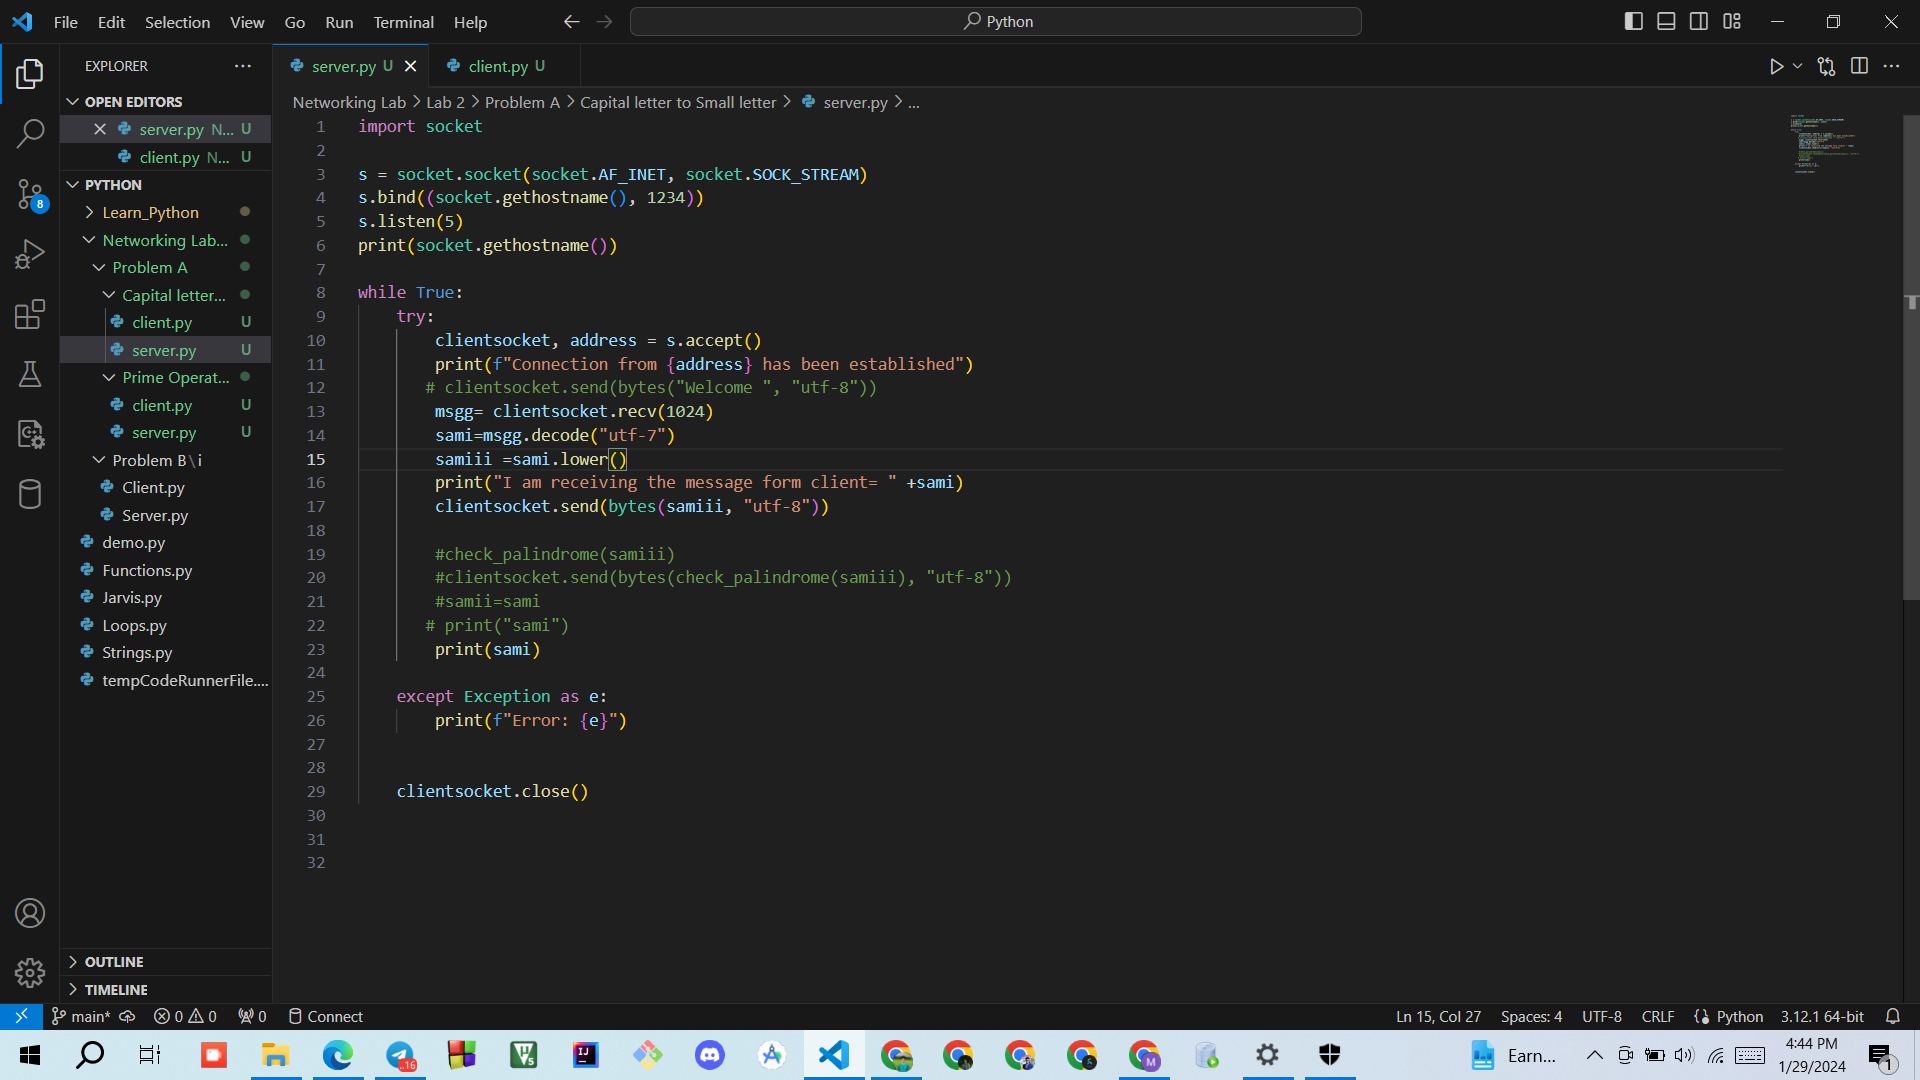 File Edit Selection View Go Run Terminal Help
Python
EXPLORER
server.py U
client.py U
OPEN EDITORS
server.py N... U
client.py N... U
PYTHON
Learn_Python
Networking Lab...
Problem A
Capital letter...
client.py U
server.py U
Prime Operat...
client.py U
server.py U
Problem B\i
Client.py
Server.py
demo.py
Functions.py
Jarvis.py
Loops.py
Strings.py
tempCodeRunnerFile....
OUTLINE
TIMELINE
8
Networking Lab > Lab 2 > Problem A > Capital letter to Small letter > server.py > ...
1 import socket
2
3 s = socket.socket(socket.AF_INET, socket.SOCK_STREAM)
4 s.bind((socket.gethostname(), 1234))
5 s.listen(5)
6 print(socket.gethostname())
7
8 while True:
9 try:
10 clientsocket, address = s.accept()
11 print(f"Connection from {address} has been established")
12 # clientsocket.send(bytes("Welcome ", "utf-8"))
13 msgg= clientsocket.recv(1024)
14 sami=msgg.decode("utf-7")
15 samiii =sami.lower()
16 print("I am receiving the message form client= " +sami)
17 clientsocket.send(bytes(samiii, "utf-8"))
18
19 #check_palindrome(samiii)
20 #clientsocket.send(bytes(check_palindrome(samiii), "utf-8"))
21 #samii=sami
22 # print("sami")
23 print(sami)
24
25 except Exception as e:
26 print(f"Error: {e}")
27
28
29 clientsocket.close()
30
31
32
main* 0 0 0 Connect
Ln 15, Col 27 Spaces: 4 UTF-8 CRLF Python 3.12.1 64-bit
..16
V5
IJ
M
Earn...
4:44 PM
1/29/2024
1